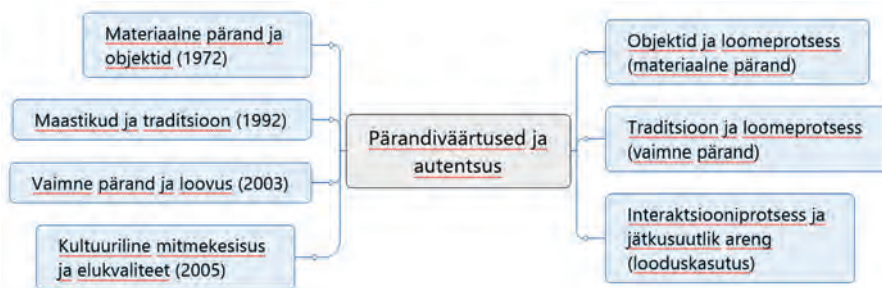 Materiaalne pärand ja
objektid (1972)
Maastikud ja traditsioon (1992)
Vaimne pärand ja loovus (2003)
Kultuuriline mitmekesisus
ja elukvaliteet (2005)
Pärandiväärtused ja
autentsus
Objektid ja loomeprotsess
(materiaalne pärand)
Traditsioon ja loomeprotsess
(vaimne pärand)
Interaktsiooniprotsess ja
jätkusuutlik areng
(looduskasutus)